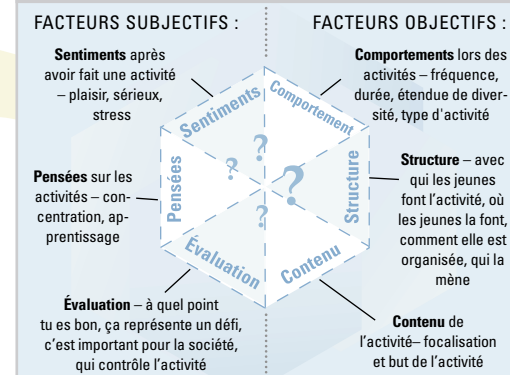 FACTEURS SUBJECTIFS :
Sentiments après
avoir fait une activité
– plaisir, sérieux,
stress
Pensées sur les
activités – con-
centration, ap-
prentissage
Évaluation – à quel point
tu es bon, ça représente un défi,
c'est important pour la société,
qui contrôle l'activité
FACTEURS OBJECTIFS :
Comportements lors des
activités – fréquence,
durée, étendue de diver-
sité, type d'activité
Structure – avec
qui les jeunes
font l'activité, où
les jeunes la font,
comment elle est
organisée, qui la
mène
Contenu de
l'activité– focalisation
et but de l'activité
Sentiments
Comportement
Pensées
Structure
Évaluation
Contenu
?
?
?
?